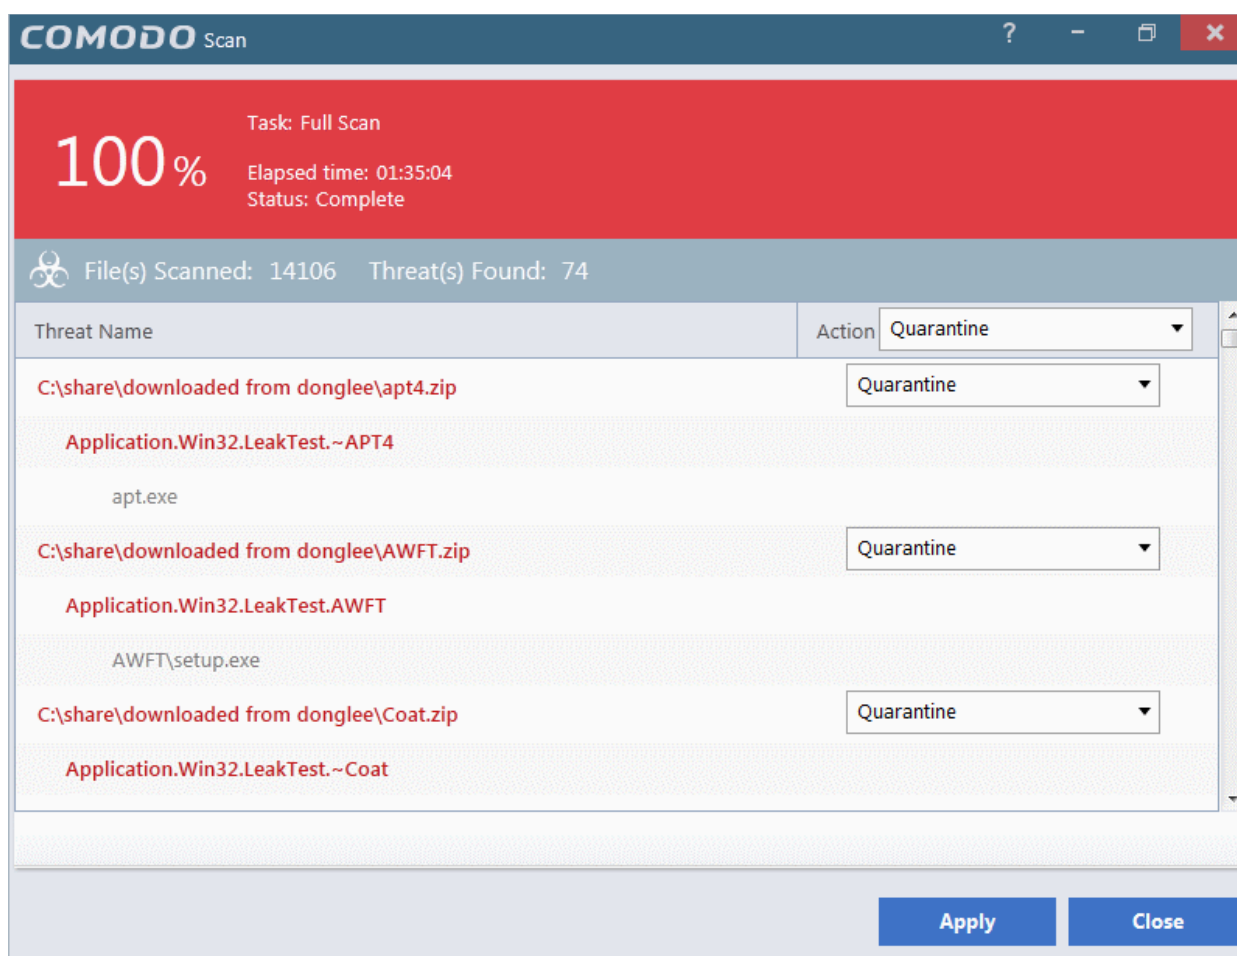 COMODO Scan ?
100 %
Task: Full Scan
Elapsed time: 01:35:04
Status: Complete
File(s) Scanned: 14106 Threat(s) Found: 74
Threat Name Action Quarantine
C:\share\downloaded from donglee\apt4.zip Quarantine
Application.Win32.LeakTest.~APT4
apt.exe
C:\share\downloaded from donglee\AWFT.zip Quarantine
Application.Win32.LeakTest.AWFT
AWFT\setup.exe
C:\share\downloaded from donglee\Coat.zip Quarantine
Application.Win32.LeakTest.~Coat
Apply Close